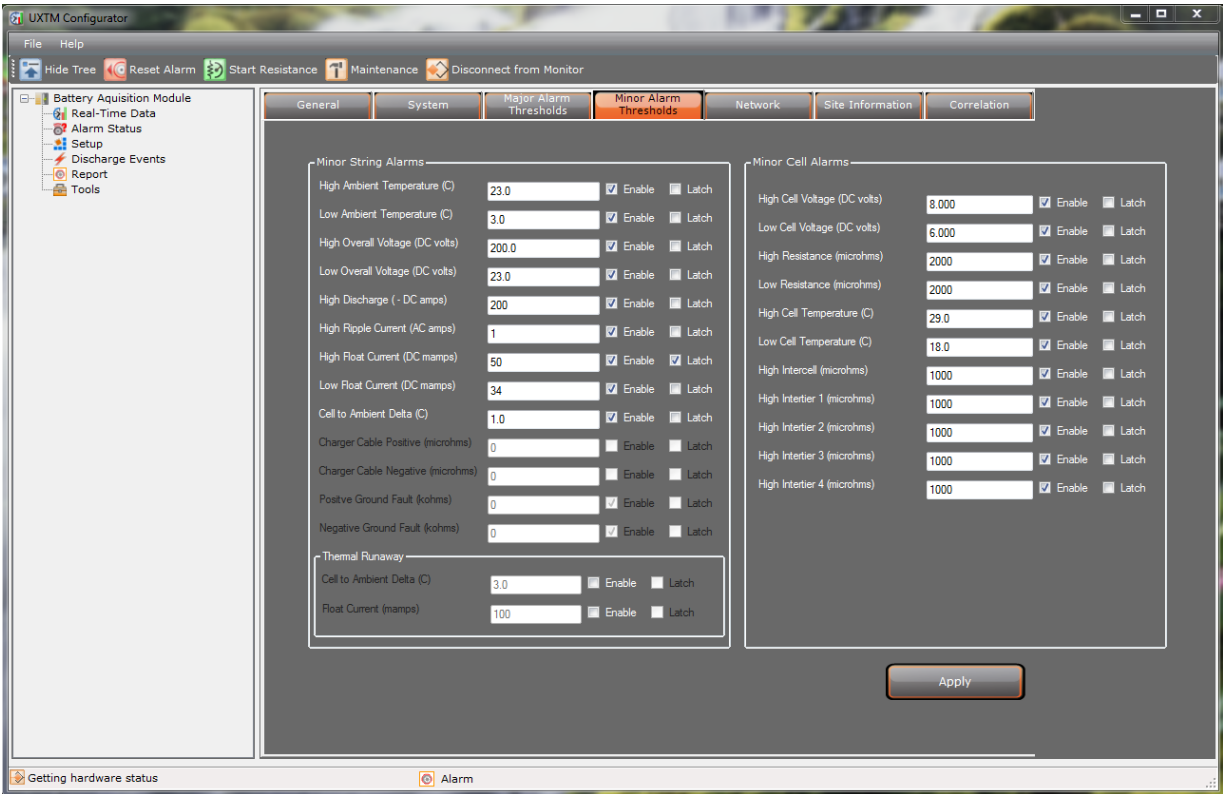 UXTM Configurator
File Help
Hide Tree Reset Alarm Start Resistance Maintenance Disconnect from Monitor
Battery Aquisition Module
Real-Time Data
Alarm Status
Setup
Discharge Events
Report
Tools
General
System
Major Alarm
Thresholds
Minor Alarm
Thresholds
Network
Site Information
Correlation
Minor String Alarms
High Ambient Temperature (C) 23.0 Enable Latch
Low Ambient Temperature (C) 3.0 Enable Latch
High Overall Voltage (DC volts) 200.0 Enable Latch
Low Overall Voltage (DC volts) 23.0 Enable Latch
High Discharge ( - DC amps) 200 Enable Latch
High Ripple Current (AC amps) 1 Enable Latch
High Float Current (DC mamps) 50 Enable Latch
Low Float Current (DC mamps) 34 Enable Latch
Cell to Ambient Delta (C) 1.0 Enable Latch
Charger Cable Positive (microhms) 0 Enable Latch
Charger Cable Negative (microhms) 0 Enable Latch
Positve Ground Fault (kohms) 0 Enable Latch
Negative Ground Fault (kohms) 0 Enable Latch
Thermal Runaway
Cell to Ambient Delta (C) 3.0 Enable Latch
Float Current (mamps) 100 Enable Latch
Minor Cell Alarms
High Cell Voltage (DC volts) 8.000 Enable Latch
Low Cell Voltage (DC volts) 6.000 Enable Latch
High Resistance (microhms) 2000 Enable Latch
Low Resistance (microhms) 2000 Enable Latch
High Cell Temperature (C) 29.0 Enable Latch
Low Cell Temperature (C) 18.0 Enable Latch
High Intercell (microhms) 1000 Enable Latch
High Intertier 1 (microhms) 1000 Enable Latch
High Intertier 2 (microhms) 1000 Enable Latch
High Intertier 3 (microhms) 1000 Enable Latch
High Intertier 4 (microhms) 1000 Enable Latch
Apply
Getting hardware status Alarm